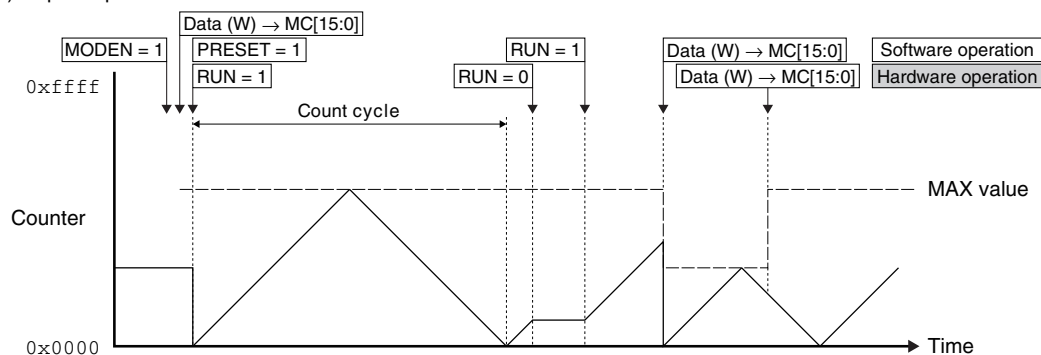 Data (W) → MC[15:0]
MODEN = 1
PRESET = 1
RUN = 1
RUN = 1
RUN = 0
Data (W) → MC[15:0]
Data (W) → MC[15:0]
Software operation
Hardware operation
0xffff
Count cycle
MAX value
Counter
0x0000
Time